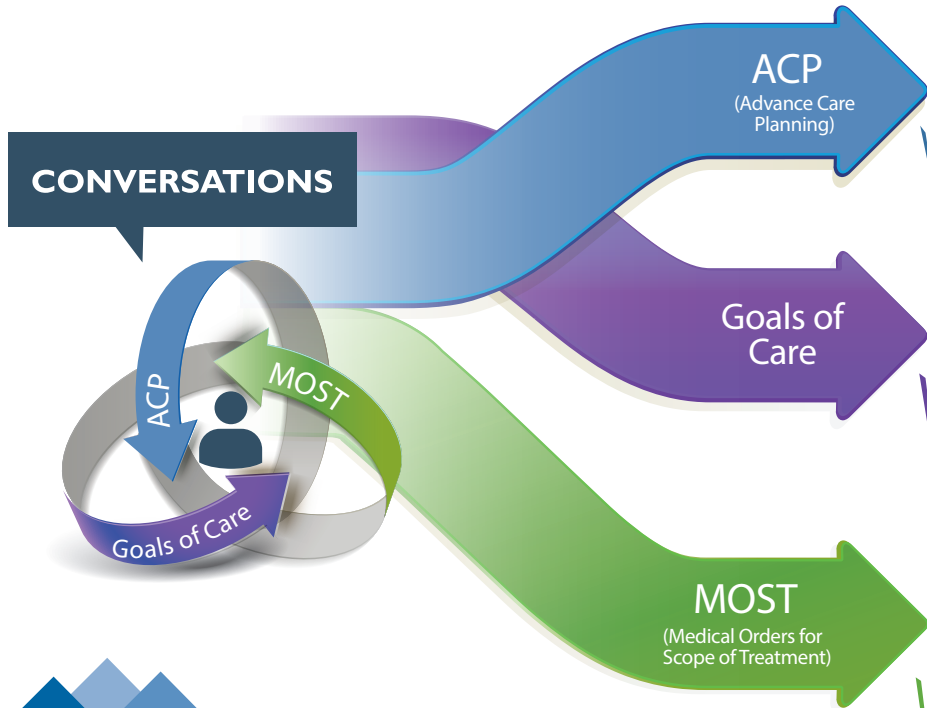 ACP
(Advance Care
Planning)
CONVERSATIONS
Goals of
Care
ACP
MOST
Goals of Care
MOST
(Medical Orders for
Scope of Treatment)